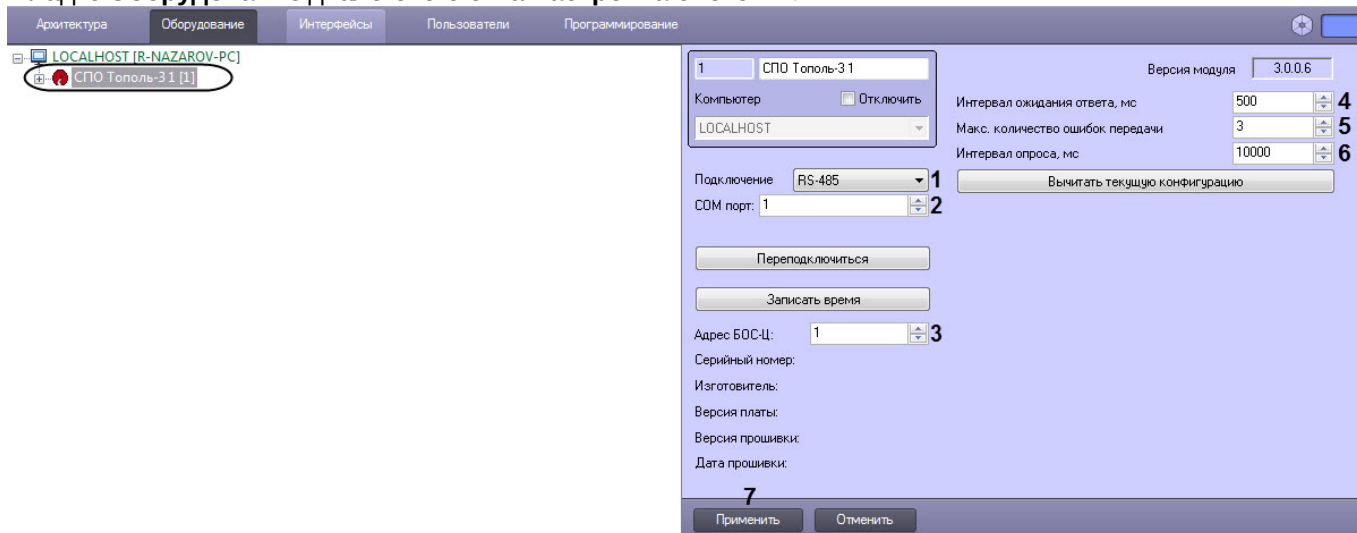 Архитектура Оборудование Интерфейсы Пользователи Программирование
LOCALHOST [R-NAZAROV-PC]
СПО Тополь-3 1 [1]
1 СПО Тополь-3 1
Компьютер Отключить
LOCALHOST
Подключение RS-485 1
COM порт: 1 2
Переподключиться
Записать время
Адрес БОС-Ц: 1 3
Серийный номер:
Изготовитель:
Версия платы:
Версия прошивки:
Дата прошивки:
Версия модуля 3.0.0.6
Интервал ожидания ответа, мс 500 4
Макс. количество ошибок передачи 3 5
Интервал опроса, мс 10000 6
Вычитать текущую конфигурацию
7
Применить Отменить